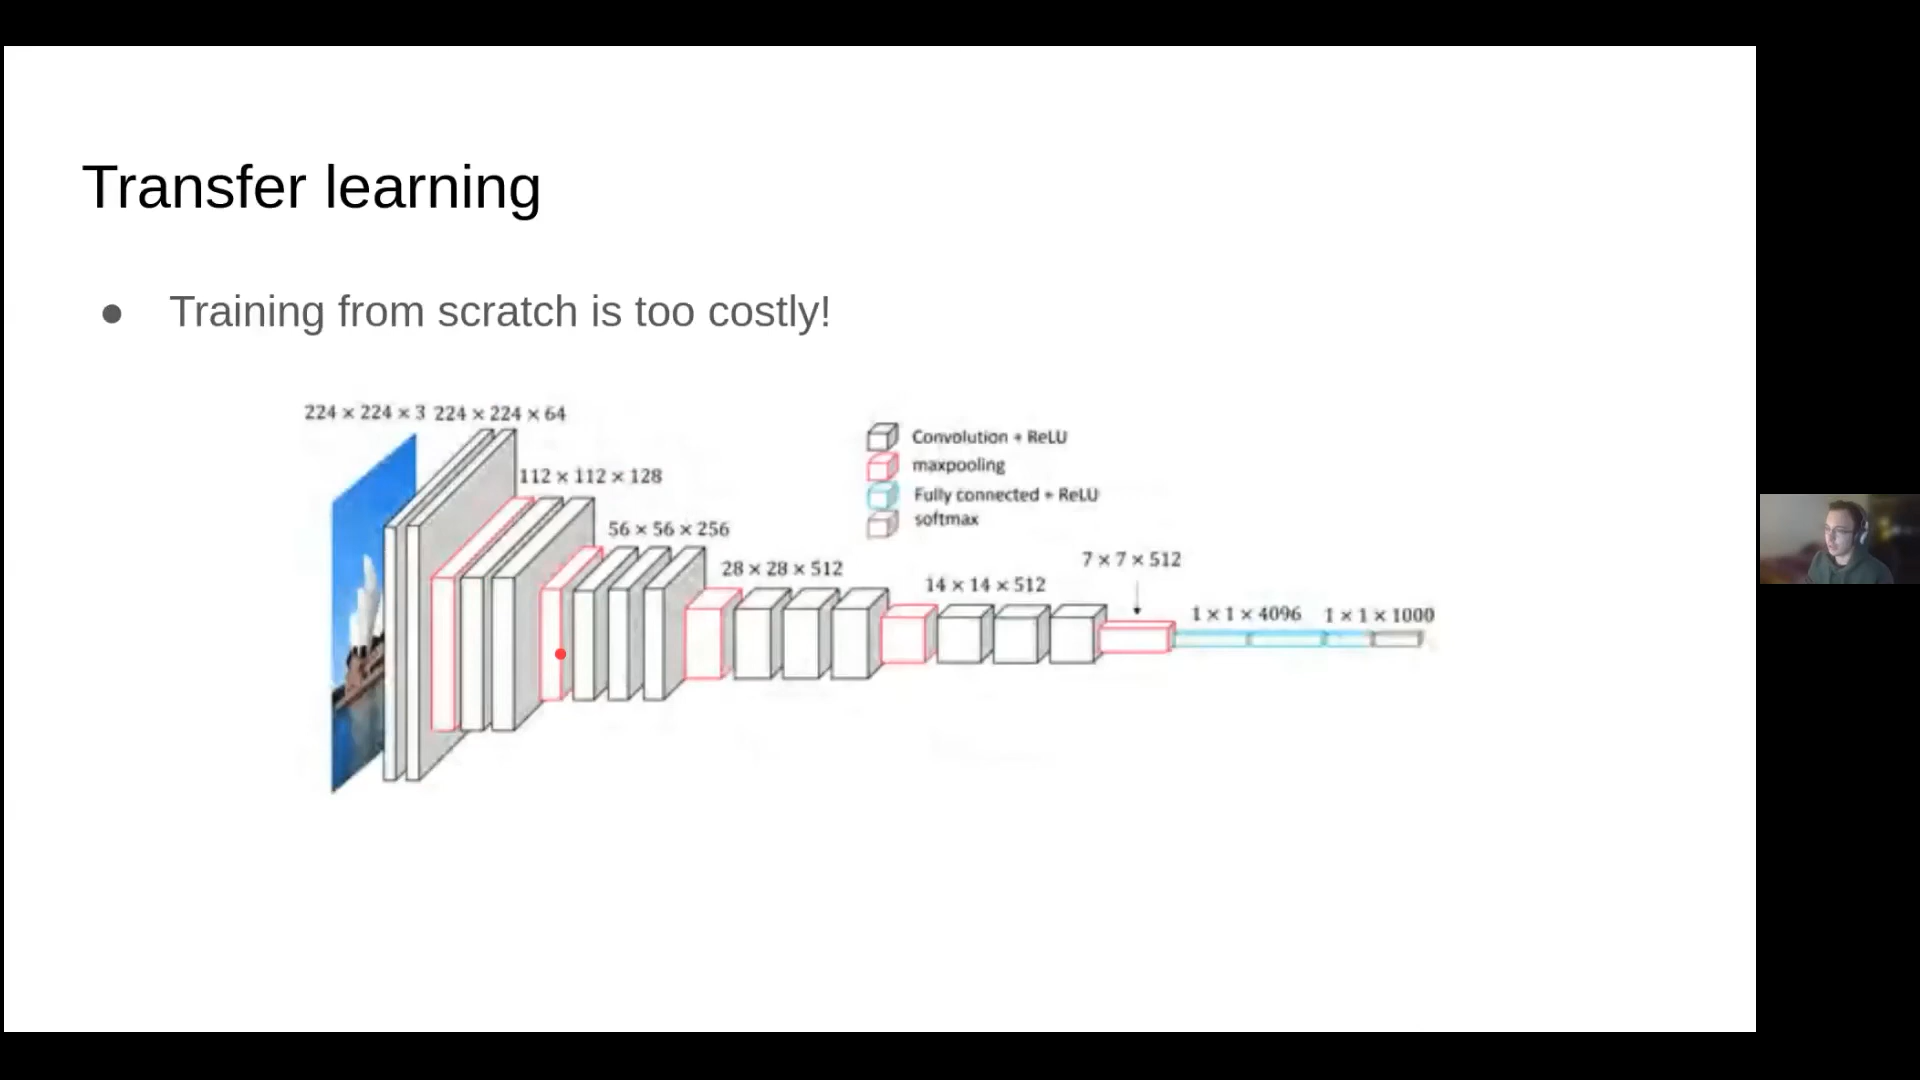 Transfer learning
● Training from scratch is too costly!
224 × 224 × 3 224 × 224 × 64
112 × 112 × 128
56 × 56 × 256
28 × 28 × 512
14 × 14 × 512
7 × 7 × 512
1 × 1 × 4096 1 × 1 × 1000
Convolution + ReLU
maxpooling
Fully connected + ReLU
softmax